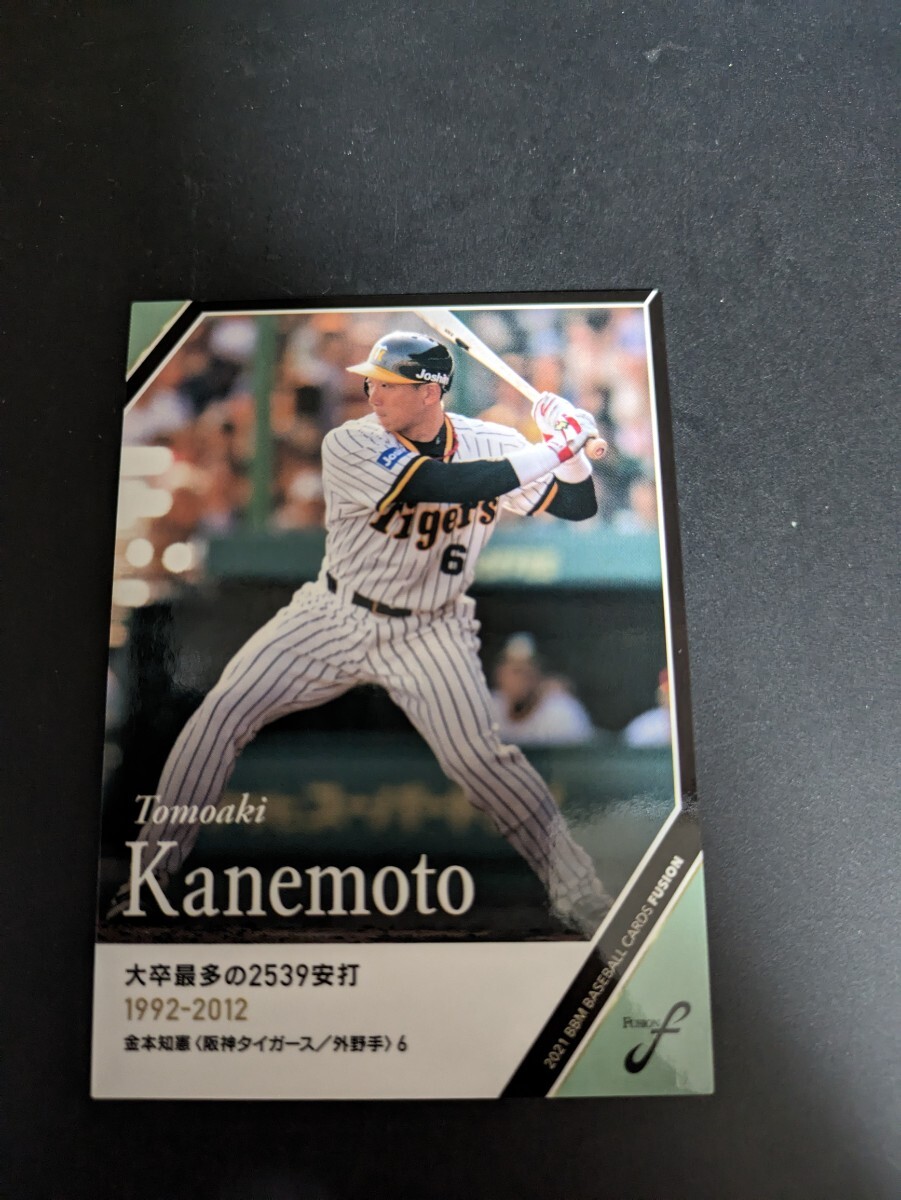 Tigers
6
Tomoaki
Kanemoto
大卒最多の2539安打
1992-2012
金本知憲〈阪神タイガース／外野手〉6
2021 BBM BASEBALL CARDS FUSION
FUSION
f